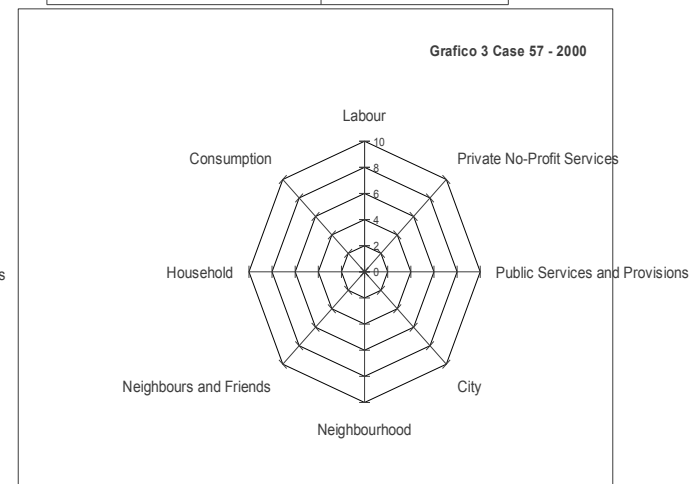 Grafico 3 Case 57 - 2000
Labour
10
Consumption
Private No-Profit Services
8
6
4
2
s
Household
0
Public Services and Provisions
Neighbours and Friends
City
Neighbourhood